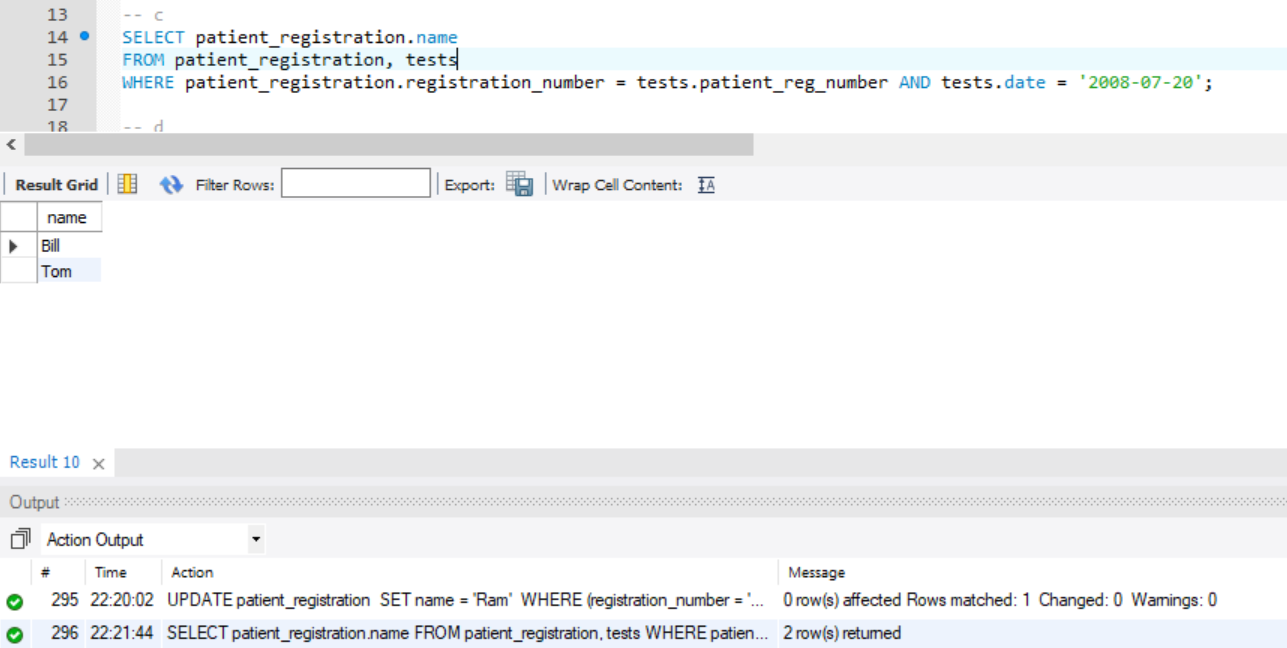 13 -- c
14 SELECT patient_registration.name
15 FROM patient_registration, tests
16 WHERE patient_registration.registration_number = tests.patient_reg_number AND tests.date = '2008-07-20';
17
18 -- d
Result Grid Filter Rows: Export: Wrap Cell Content: IA
name
Bill
Tom
Result 10 ×
Output
Action Output
# Time Action Message
295 22:20:02 UPDATE patient_registration SET name = 'Ram' WHERE (registration_number = '... 0 row(s) affected Rows matched: 1 Changed: 0 Warnings: 0
296 22:21:44 SELECT patient_registration.name FROM patient_registration, tests WHERE patien... 2 row(s) returned